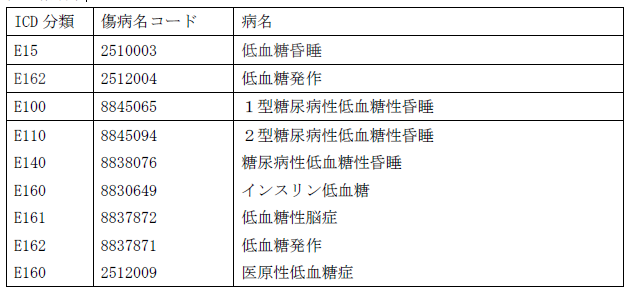 ICD 分類 傷病名コード 病名
E15 2510003 低血糖昏睡
E162 2512004 低血糖発作
E100 8845065 １型糖尿病性低血糖性昏睡
E110 8845094 ２型糖尿病性低血糖性昏睡
E140 8838076 糖尿病性低血糖性昏睡
E160 8830649 インスリン低血糖
E161 8837872 低血糖性脳症
E162 8837871 低血糖発作
E160 2512009 医原性低血糖症